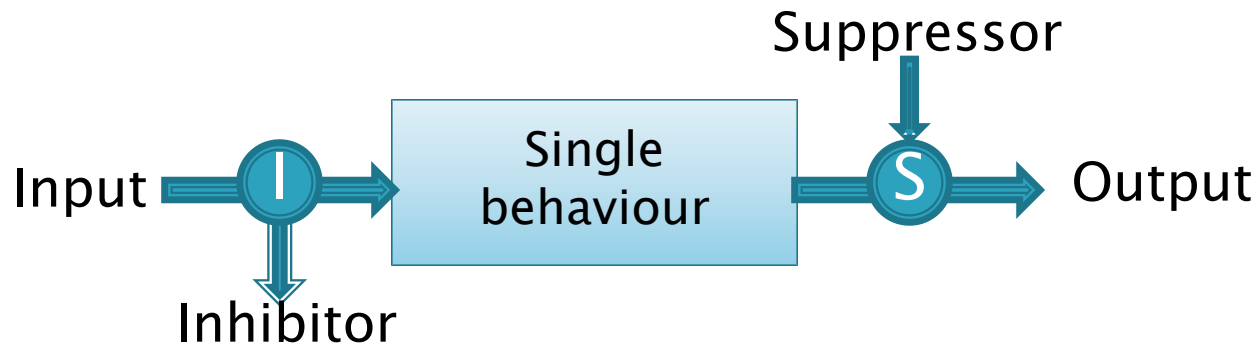 Suppressor
Input
I
Single
behaviour
S
Output
Inhibitor